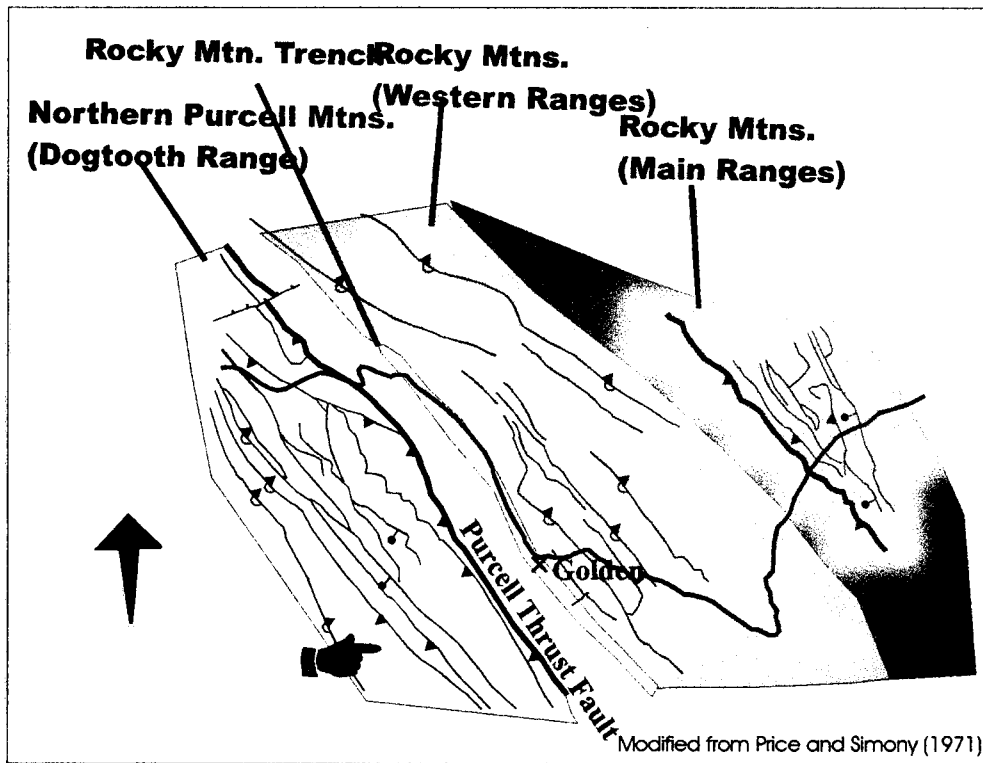 Rocky Mtn. Trench
Rocky Mtns.
(Western Ranges)
Northern Purcell Mtns.
(Dogtooth Range)
Rocky Mtns.
(Main Ranges)
Golden
Purcell Thrust Fault
Modified from Price and Simony (1971)